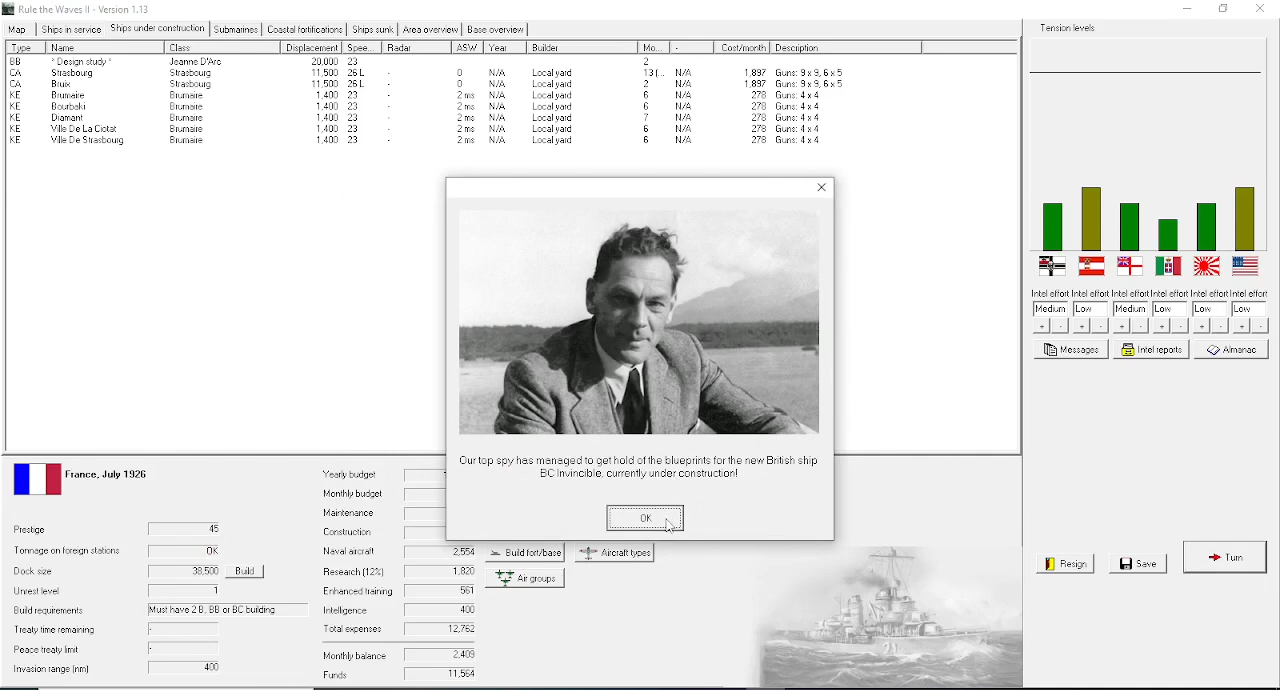 Rule the Waves II - Version 1.13
Map Ships in service Ships under construction Submarines Coastal fortifications Ships sunk Area overview Base overview
Type Name Class Displacement Spee... Radar ASW Year Builder Mo... - Cost/month Description
BB * Design study * Jeanne D'Arc 20,000 23 2
CA Strasbourg Strasbourg 11,500 26 L - 0 N/A Local yard 13 (... N/A 1,897 Guns: 9 x 9, 6 x 5
CA Bruix Strasbourg 11,500 26 L - 0 N/A Local yard 2 N/A 1,897 Guns: 9 x 9, 6 x 5
KE Brumaire Brumaire 1,400 23 - 2 ms N/A Local yard 6 N/A 278 Guns: 4 x 4
KE Bourbaki Brumaire 1,400 23 - 2 ms N/A Local yard 6 N/A 278 Guns: 4 x 4
KE Diamant Brumaire 1,400 23 - 2 ms N/A Local yard 7 N/A 278 Guns: 4 x 4
KE Ville De La Ciotat Brumaire 1,400 23 - 2 ms N/A Local yard 6 N/A 278 Guns: 4 x 4
KE Ville De Strasbourg Brumaire 1,400 23 - 2 ms N/A Local yard 6 N/A 278 Guns: 4 x 4
Our top spy has managed to get hold of the blueprints for the new British ship
BC Invincible, currently under construction!
OK
Tension levels
Intel effort Intel effort Intel effort Intel effort Intel effort Intel effort
Medium Low Medium Low Low Low
+ - + - + - + - + - + -
Messages Intel reports Almanac
France, July 1926
Prestige 45
Tonnage on foreign stations OK
Dock size 38,500 Build
Unrest level 1
Build requirements Must have 2 B, BB or BC building
Treaty time remaining -
Peace treaty limit -
Invasion range (nm) 400
Yearly budget
Monthly budget
Maintenance
Construction
Naval aircraft 2,554
Research (12%) 1,820
Enhanced training 561
Intelligence 400
Total expenses 12,762
Monthly balance 2,409
Funds 11,564
Build fort/base Aircraft types
Air groups
Resign Save Turn